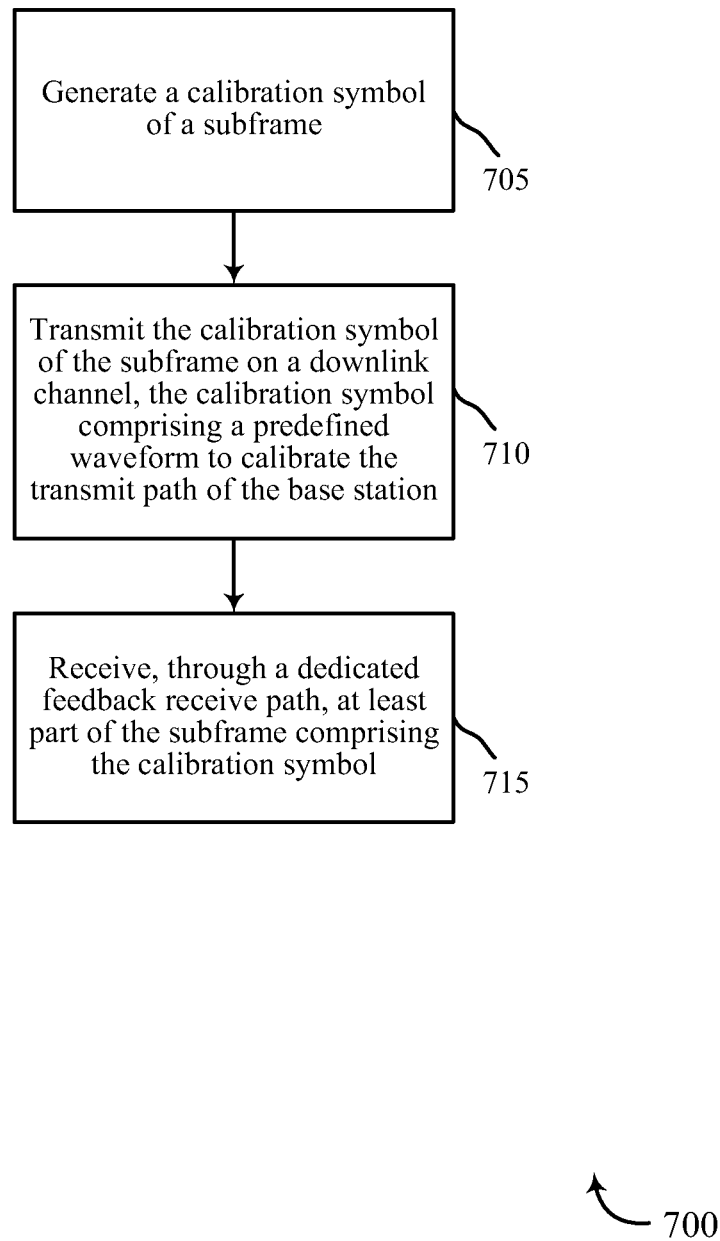 Generate a calibration symbol
of a subframe
705
Transmit the calibration symbol
of the subframe on a downlink
channel, the calibration symbol
comprising a predefined
waveform to calibrate the
transmit path of the base station
710
Receive, through a dedicated
feedback receive path, at least
part of the subframe comprising
the calibration symbol
715
700